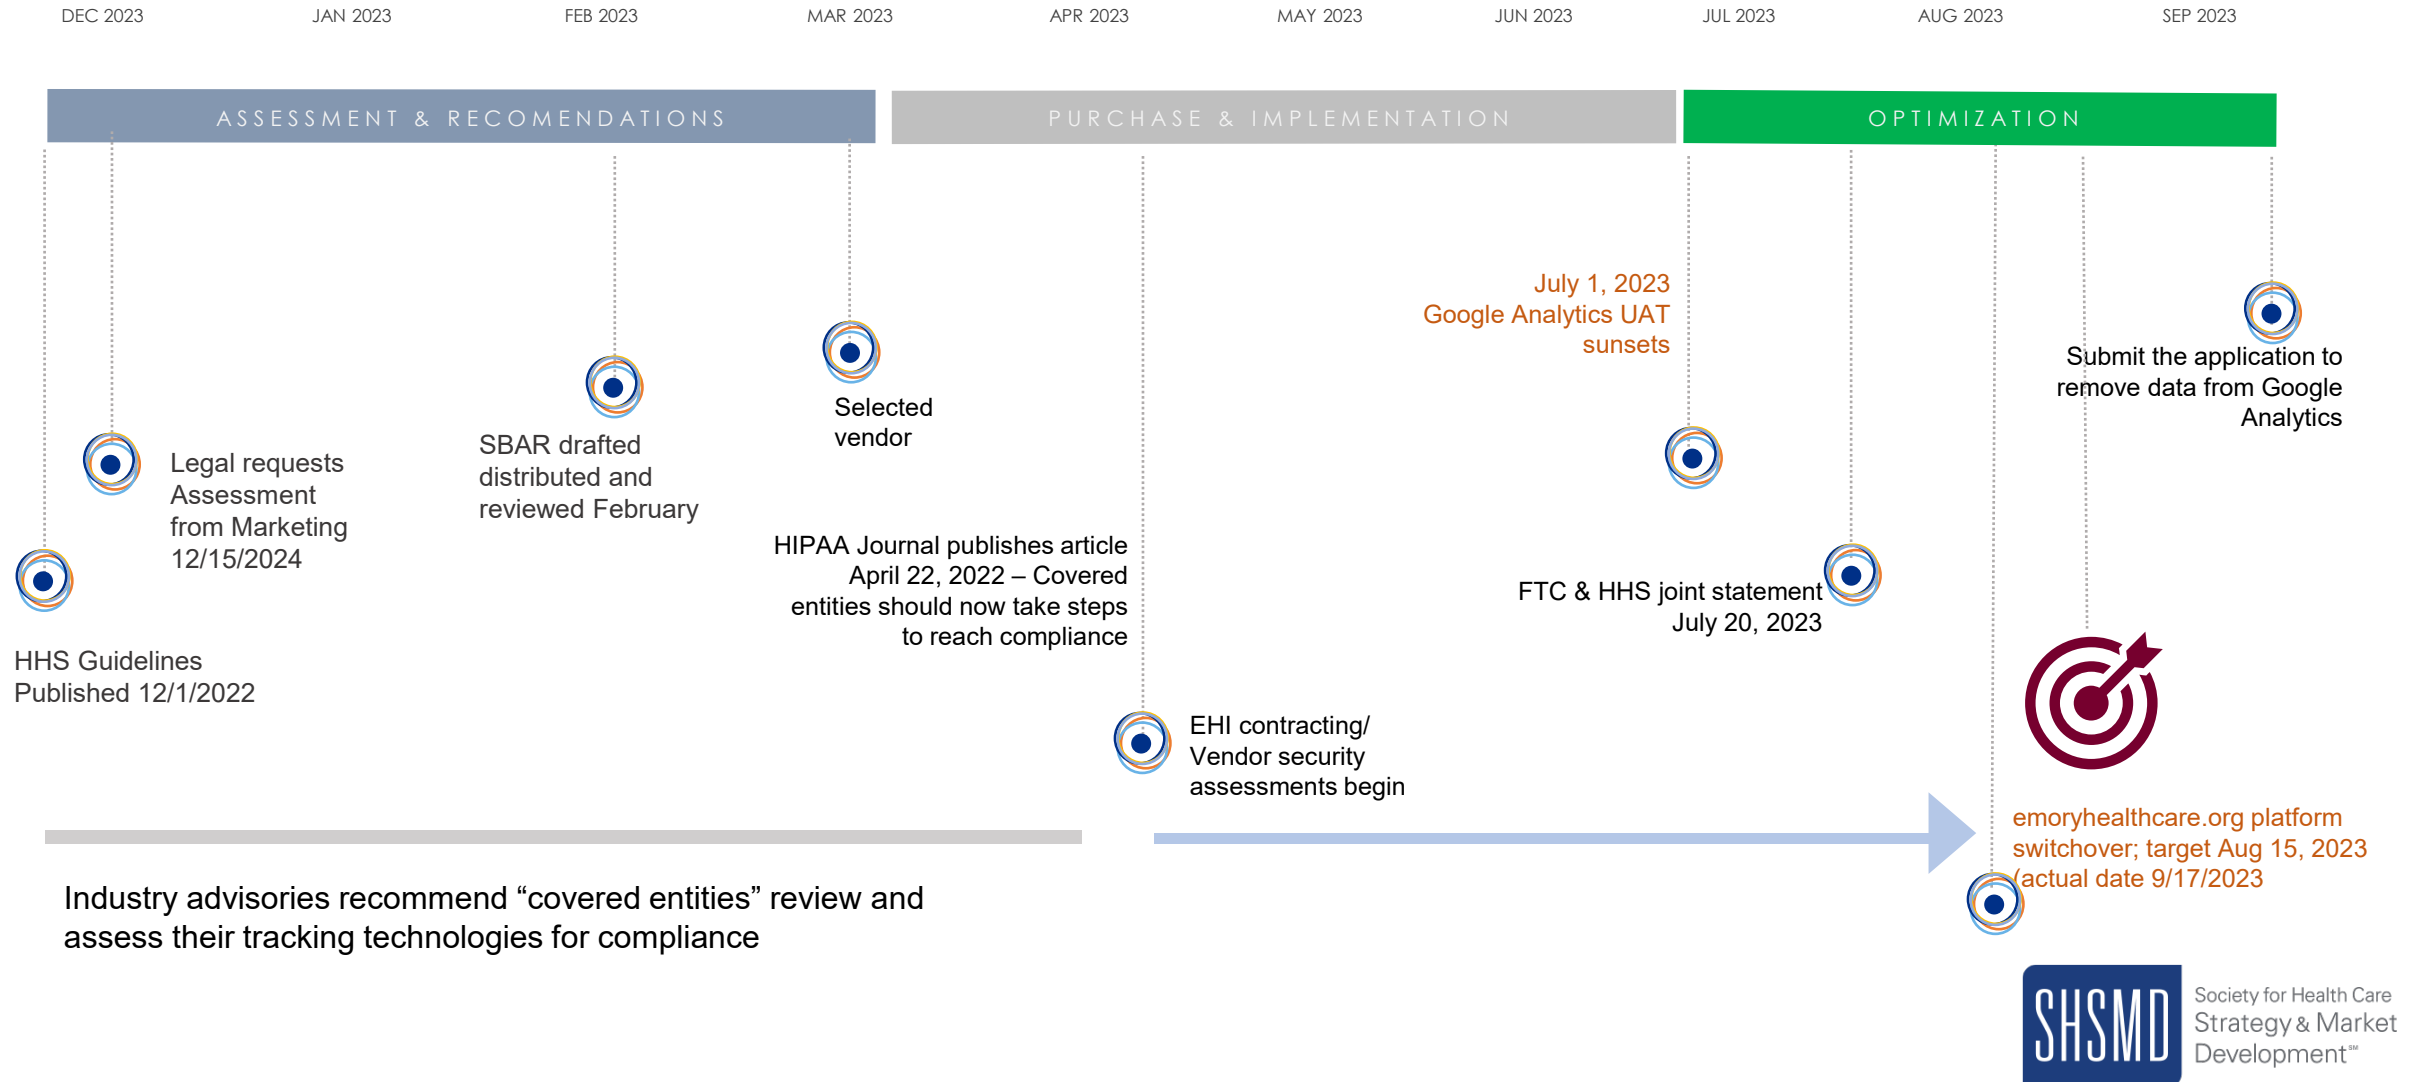 DEC 2023
JAN 2023
FEB 2023
MAR 2023
APR 2023
MAY 2023
JUN 2023
JUL 2023
AUG 2023
SEP 2023
ASSESSMENT & RECOMENDATIONS
PURCHASE & IMPLEMENTATION
OPTIMIZATION
HHS Guidelines
Published 12/1/2022
Legal requests
Assessment
from Marketing
12/15/2024
SBAR drafted
distributed and
reviewed February
Selected
vendor
HIPAA Journal publishes article
April 22, 2022 – Covered
entities should now take steps
to reach compliance
EHI contracting/
Vendor security
assessments begin
July 1, 2023
Google Analytics UAT
sunsets
FTC & HHS joint statement
July 20, 2023
Submit the application to
remove data from Google
Analytics
emoryhealthcare.org platform
switchover; target Aug 15, 2023
(actual date 9/17/2023
Industry advisories recommend “covered entities” review and
assess their tracking technologies for compliance
SHSMD
Society for Health Care
Strategy & Market
Development℠